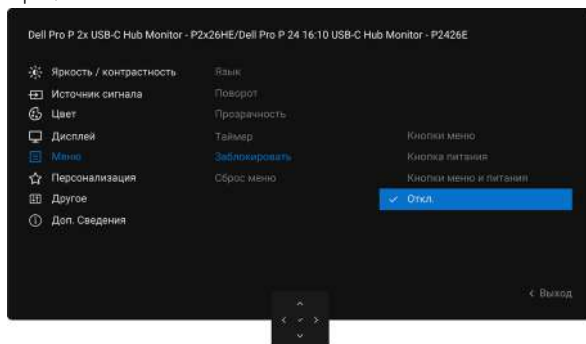 Dell Pro P 2x USB-C Hub Monitor - P2x26HE/Dell Pro P 24 16:10 USB-C Hub Monitor - P2426E
Яркость / контрастность
Язык
Источник сигнала
Поворот
Цвет
Прозрачность
Дисплей
Таймер
Кнопки меню
Меню
Заблокировать
Кнопка питания
Персонализация
Сброс меню
Кнопки меню и питания
Другое
Откл.
Доп. Сведения
Выход